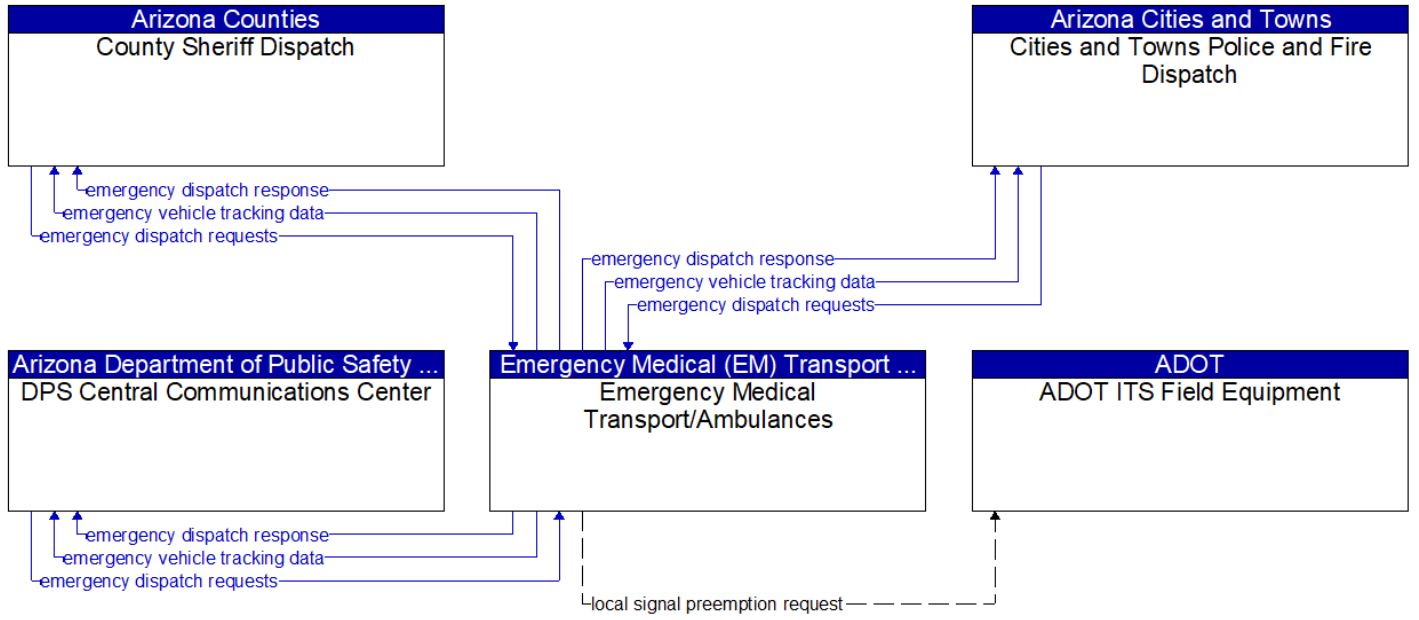 Arizona Counties
County Sheriff Dispatch
Arizona Cities and Towns
Cities and Towns Police and Fire
Dispatch
emergency dispatch response
emergency vehicle tracking data
emergency dispatch requests
emergency dispatch response
emergency vehicle tracking data
emergency dispatch requests
Arizona Department of Public Safety ...
DPS Central Communications Center
Emergency Medical (EM) Transport ...
Emergency Medical
Transport/Ambulances
ADOT
ADOT ITS Field Equipment
emergency dispatch response
emergency vehicle tracking data
emergency dispatch requests
local signal preemption request